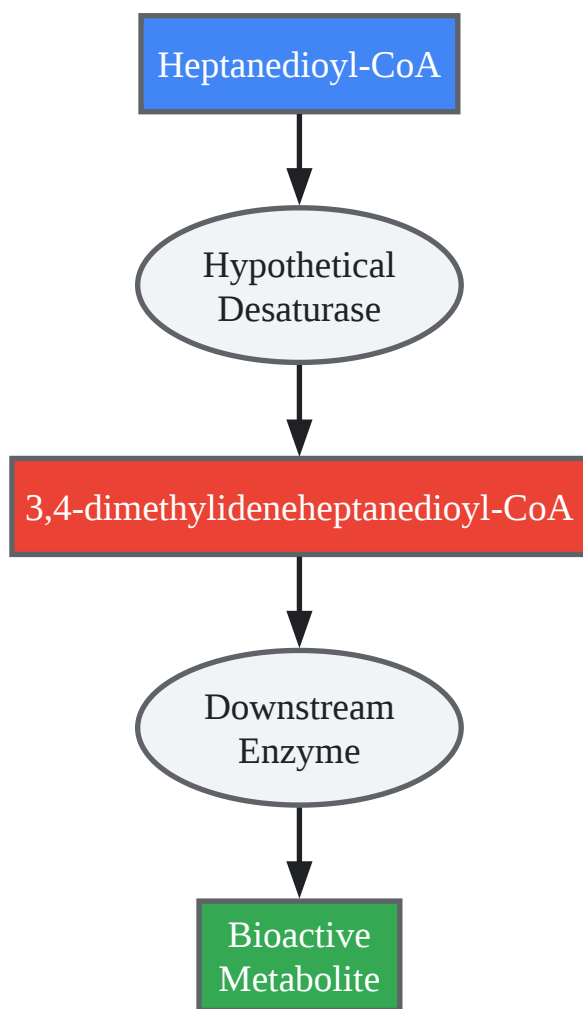 Heptanedioyl-CoA
Hypothetical
Desaturase
3,4-dimethylideneheptanedioyl-CoA
Downstream
Enzyme
Bioactive
Metabolite